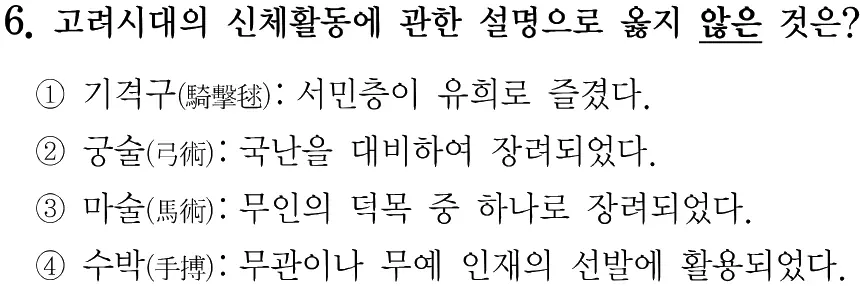 6. 고려시대의 신체활동에 관한 설명으로 옳지 않은 것은?
① 기격구(騎擊毬): 서민층이 유희로 즐겼다.
② 궁술(弓術): 국난을 대비하여 장려되었다.
③ 마술(馬術): 무인의 덕목 중 하나로 장려되었다.
④ 수박(手搏): 무관이나 무예 인재의 선발에 활용되었다.